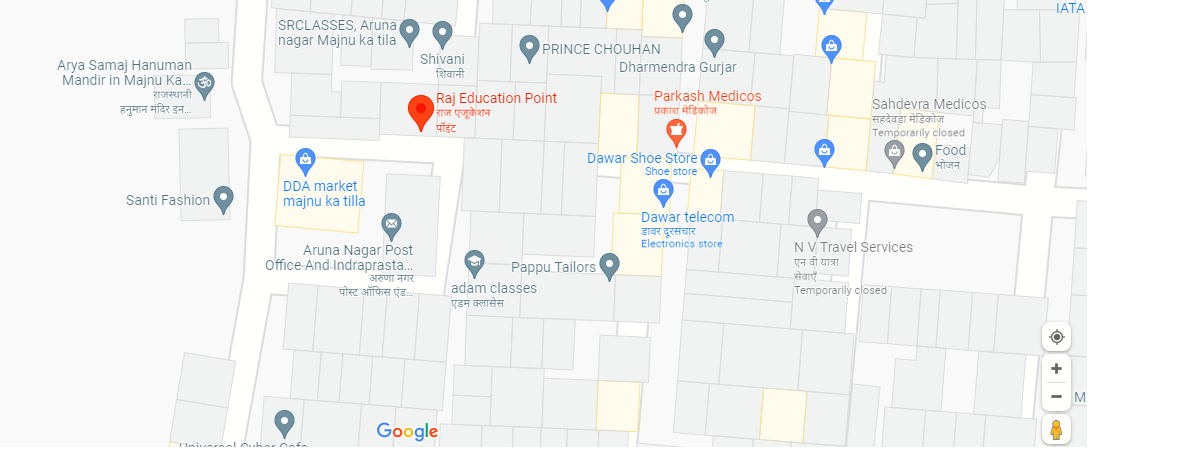 IATA
SRCLASSES, Aruna
nagar Majnu ka tila
Shivani
शिवानी
PRINCE CHOUHAN
Dharmendra Gurjar
Arya Samaj Hanuman
Mandir in Majnu Ka...
राजस्थानी
हनुमान मंदिर इन...
Raj Education Point
राज एजूकेशन
पॉइंट
Parkash Medicos
प्रकाश मेडिकोज
Sahdevra Medicos
सहदेवड़ा मेडिकोज
Temporarily closed
Food
भोजन
Dawar Shoe Store
Shoe store
DDA market
majnu ka tilla
Santi Fashion
Dawar telecom
डावर दूरसंचार
Electronics store
Aruna Nagar Post
Office And Indraprasta...
अरुणा नगर
पोस्ट ऑफिस एंड...
N V Travel Services
एन वी यात्रा
सेवाएँ
Temporarily closed
Pappu Tailors
adam classes
एडम क्लासेस
M
Google
Universal Cyber Cafe